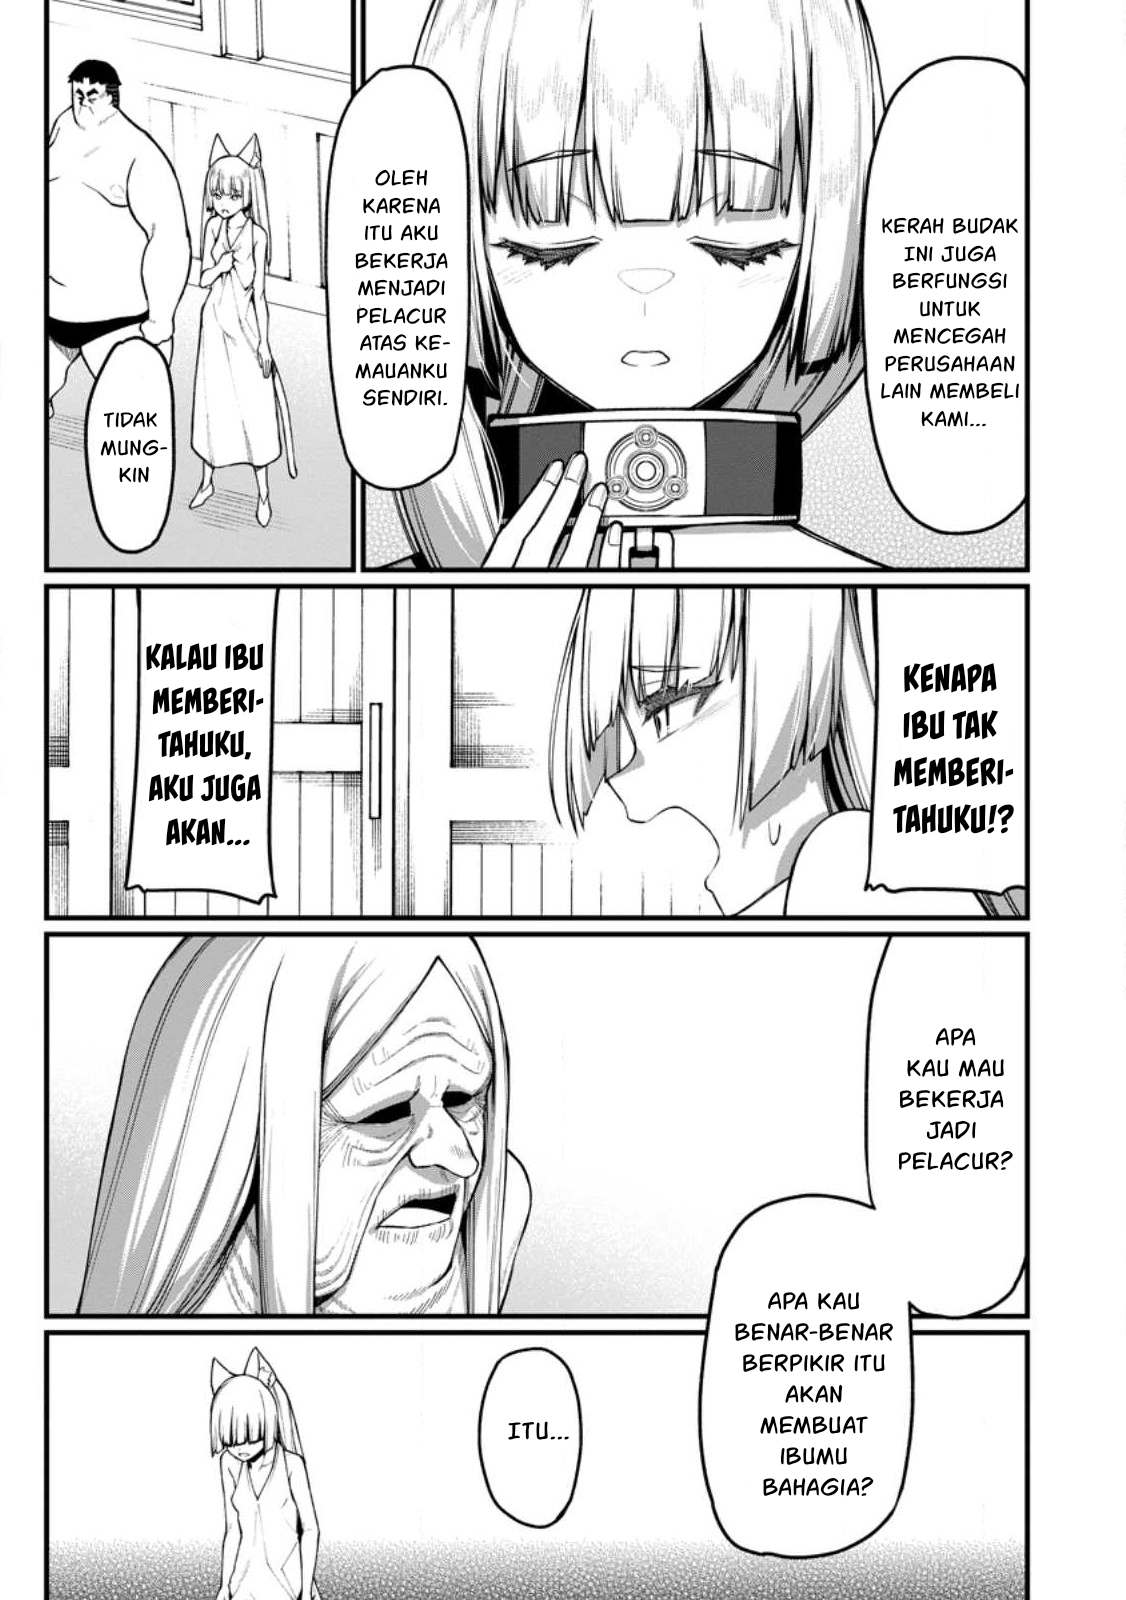 KERAH BUDAK
INI JUGA
BERFUNGSI
UNTUK
MENCEGAH
PERUSAHAAN
LAIN MEMBELI
KAMI...
OLEH
KARENA
ITU AKU
BEKERJA
MENJADI
PELACUR
ATAS KE-
MAUANKU
SENDIRI.
TIDAK
MUNG-
KIN
KENAPA
IBU TAK
MEMBERI-
TAHUKU!?
KALAU IBU
MEMBERI-
TAHUKU,
AKU JUGA
AKAN...
APA
KAU MAU
BEKERJA
JADI
PELACUR?
APA KAU
BENAR-BENAR
BERPIKIR ITU
AKAN
MEMBUAT
IBUMU
BAHAGIA?
ITU...